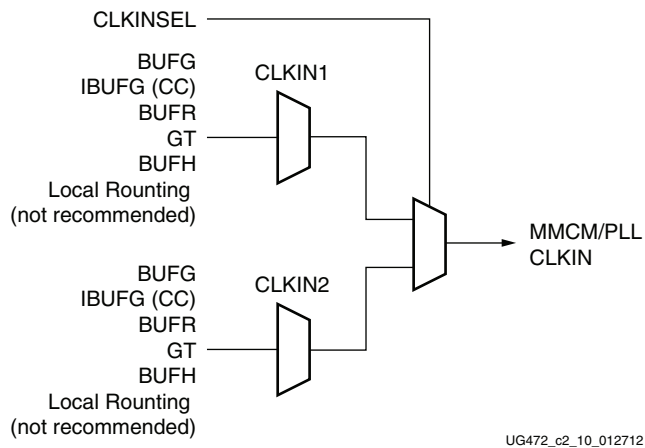 CLKINSEL
BUFG
IBUFG (CC)
BUFR
GT
BUFH
Local Rounting
(not recommended)
CLKIN1
MMCM/PLL
CLKIN
BUFG
IBUFG (CC)
BUFR
GT
BUFH
Local Rounting
(not recommended)
CLKIN2
UG472_c2_10_012712